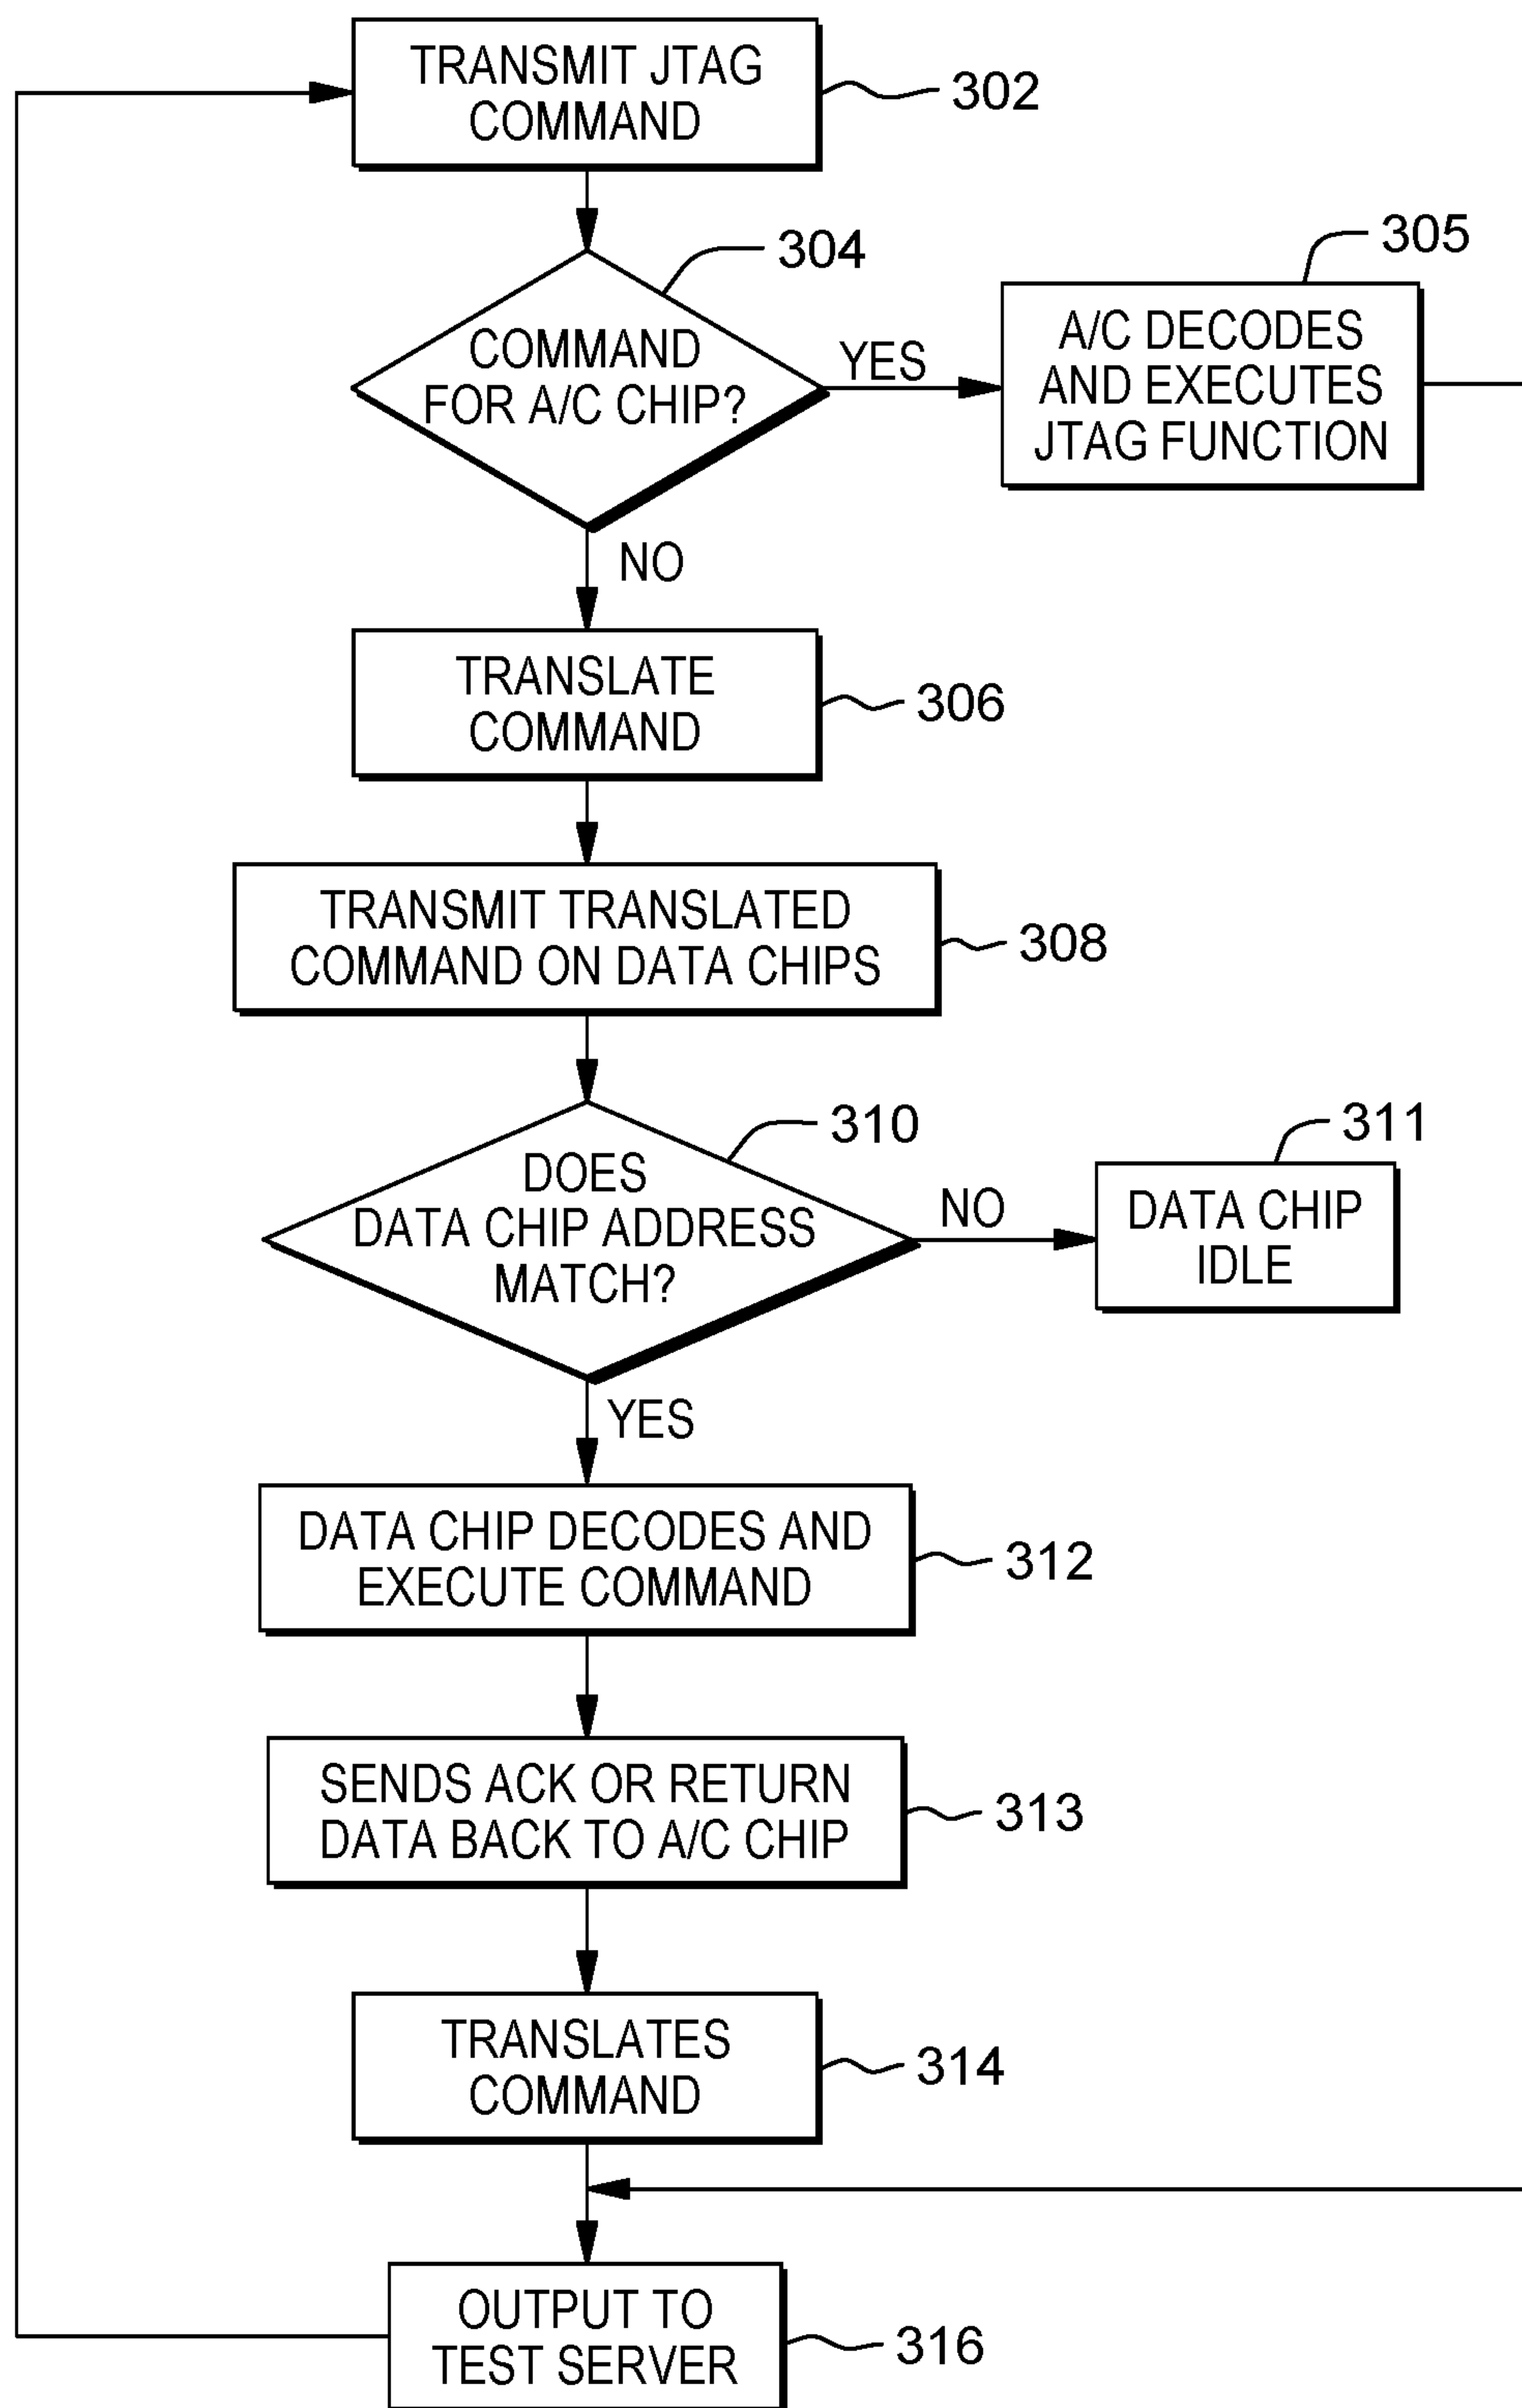 TRANSMIT JTAG
COMMAND
302
304
COMMAND
FOR A/C CHIP?
YES
305
A/C DECODES
AND EXECUTES
JTAG FUNCTION
NO
TRANSLATE
COMMAND
306
TRANSMIT TRANSLATED
COMMAND ON DATA CHIPS
308
310
DOES
DATA CHIP ADDRESS
MATCH?
NO
311
DATA CHIP
IDLE
YES
DATA CHIP DECODES AND
EXECUTE COMMAND
312
SENDS ACK OR RETURN
DATA BACK TO A/C CHIP
313
TRANSLATES
COMMAND
314
OUTPUT TO
TEST SERVER
316